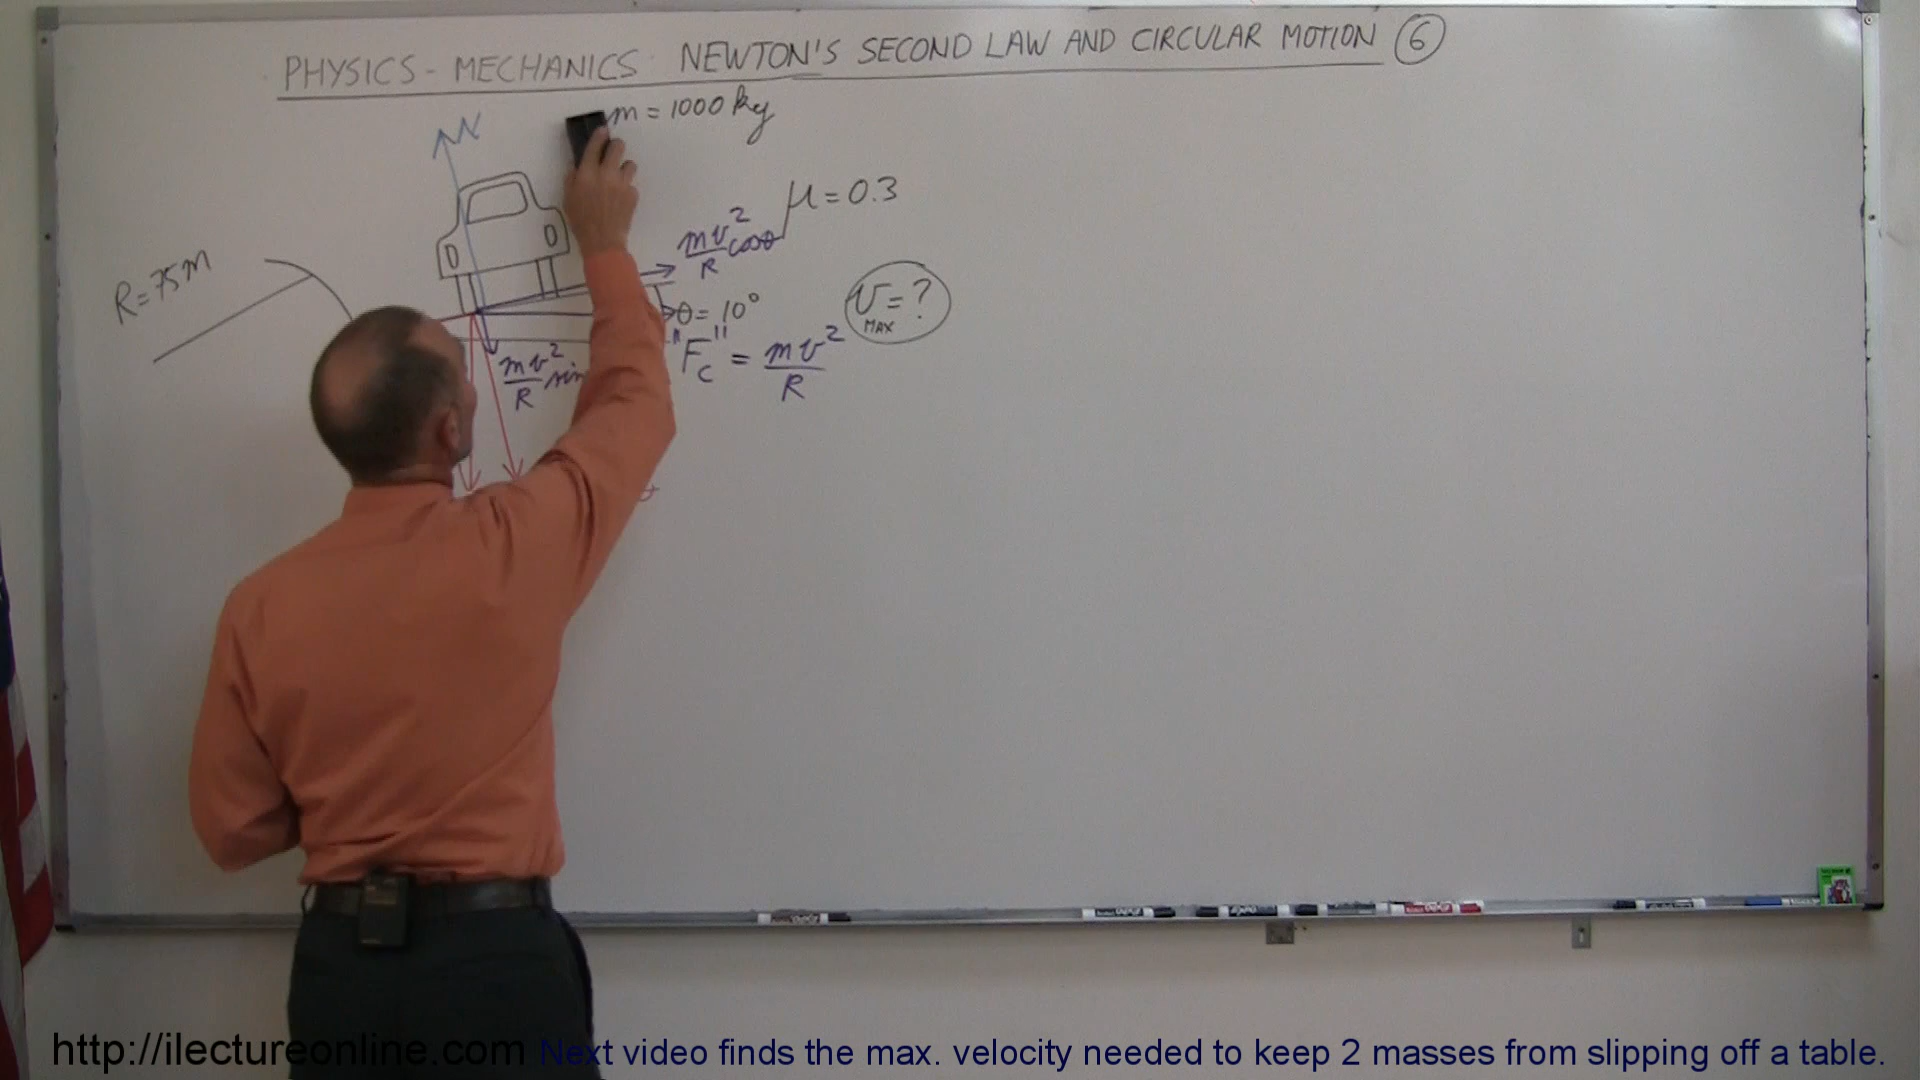 PHYSICS - MECHANICS NEWTON'S SECOND LAW AND CIRCULAR MOTION 6
m = 1000 kg
N
μ = 0.3
mv²/R cosθ
R = 75m
θ = 10°
v = ?
MAX
"Fc" = mv²/R
mv²/R sin
http://ilectureonline.com Next video finds the max. velocity needed to keep 2 masses from slipping off a table.